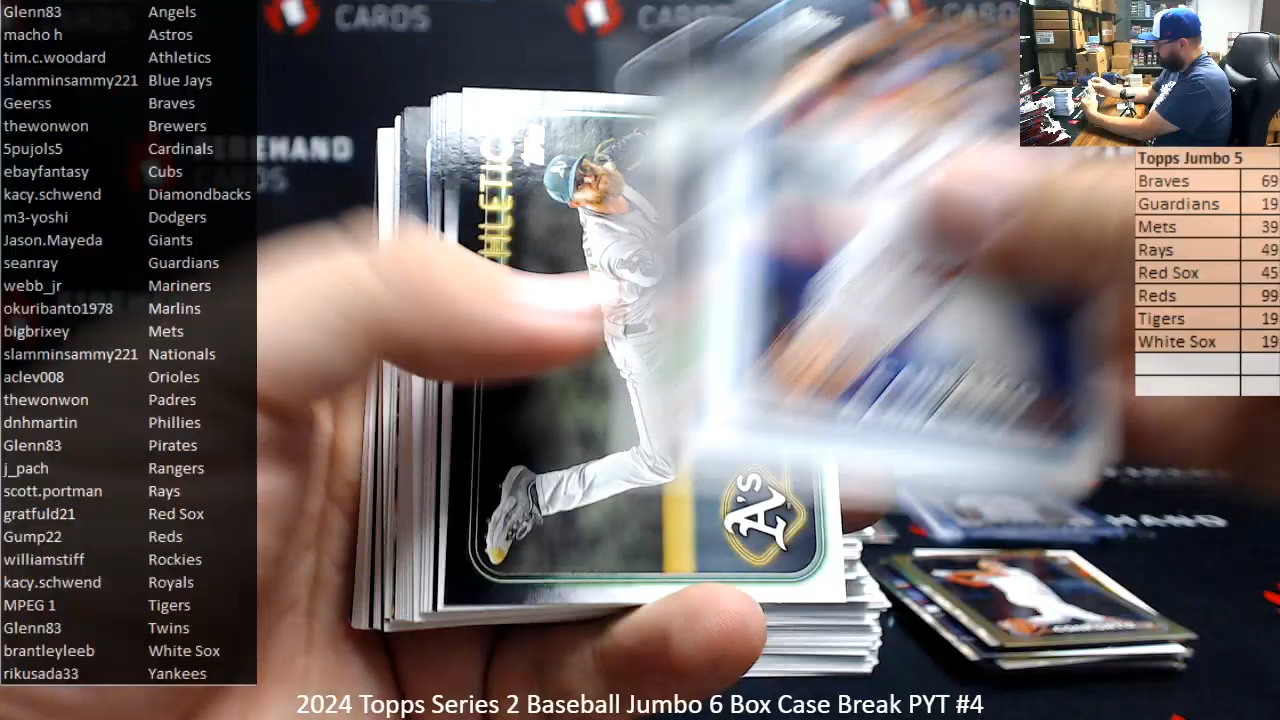 Glenn83 Angels
macho h Astros
tim.c.woodard Athletics
slamminsammy221 Blue Jays
Geerss Braves
thewonwon Brewers
5pujols5 Cardinals
ebayfantasy Cubs
kacy.schwend Diamondbacks
m3-yoshi Dodgers
Jason.Mayeda Giants
seanray Guardians
webb_jr Mariners
okuribanto1978 Marlins
bigbrixey Mets
slamminsammy221 Nationals
aclev008 Orioles
thewonwon Padres
dnhmartin Phillies
Glenn83 Pirates
j_pach Rangers
scott.portman Rays
gratfuld21 Red Sox
Gump22 Reds
williamstiff Rockies
kacy.schwend Royals
MPEG 1 Tigers
Glenn83 Twins
brantleyleeb White Sox
rikusada33 Yankees
CARDS
CARDS
A's
Topps Jumbo 5
Braves 69
Guardians 19
Mets 39
Rays 49
Red Sox 45
Reds 99
Tigers 19
White Sox 19
2024 Topps Series 2 Baseball Jumbo 6 Box Case Break PYT #4